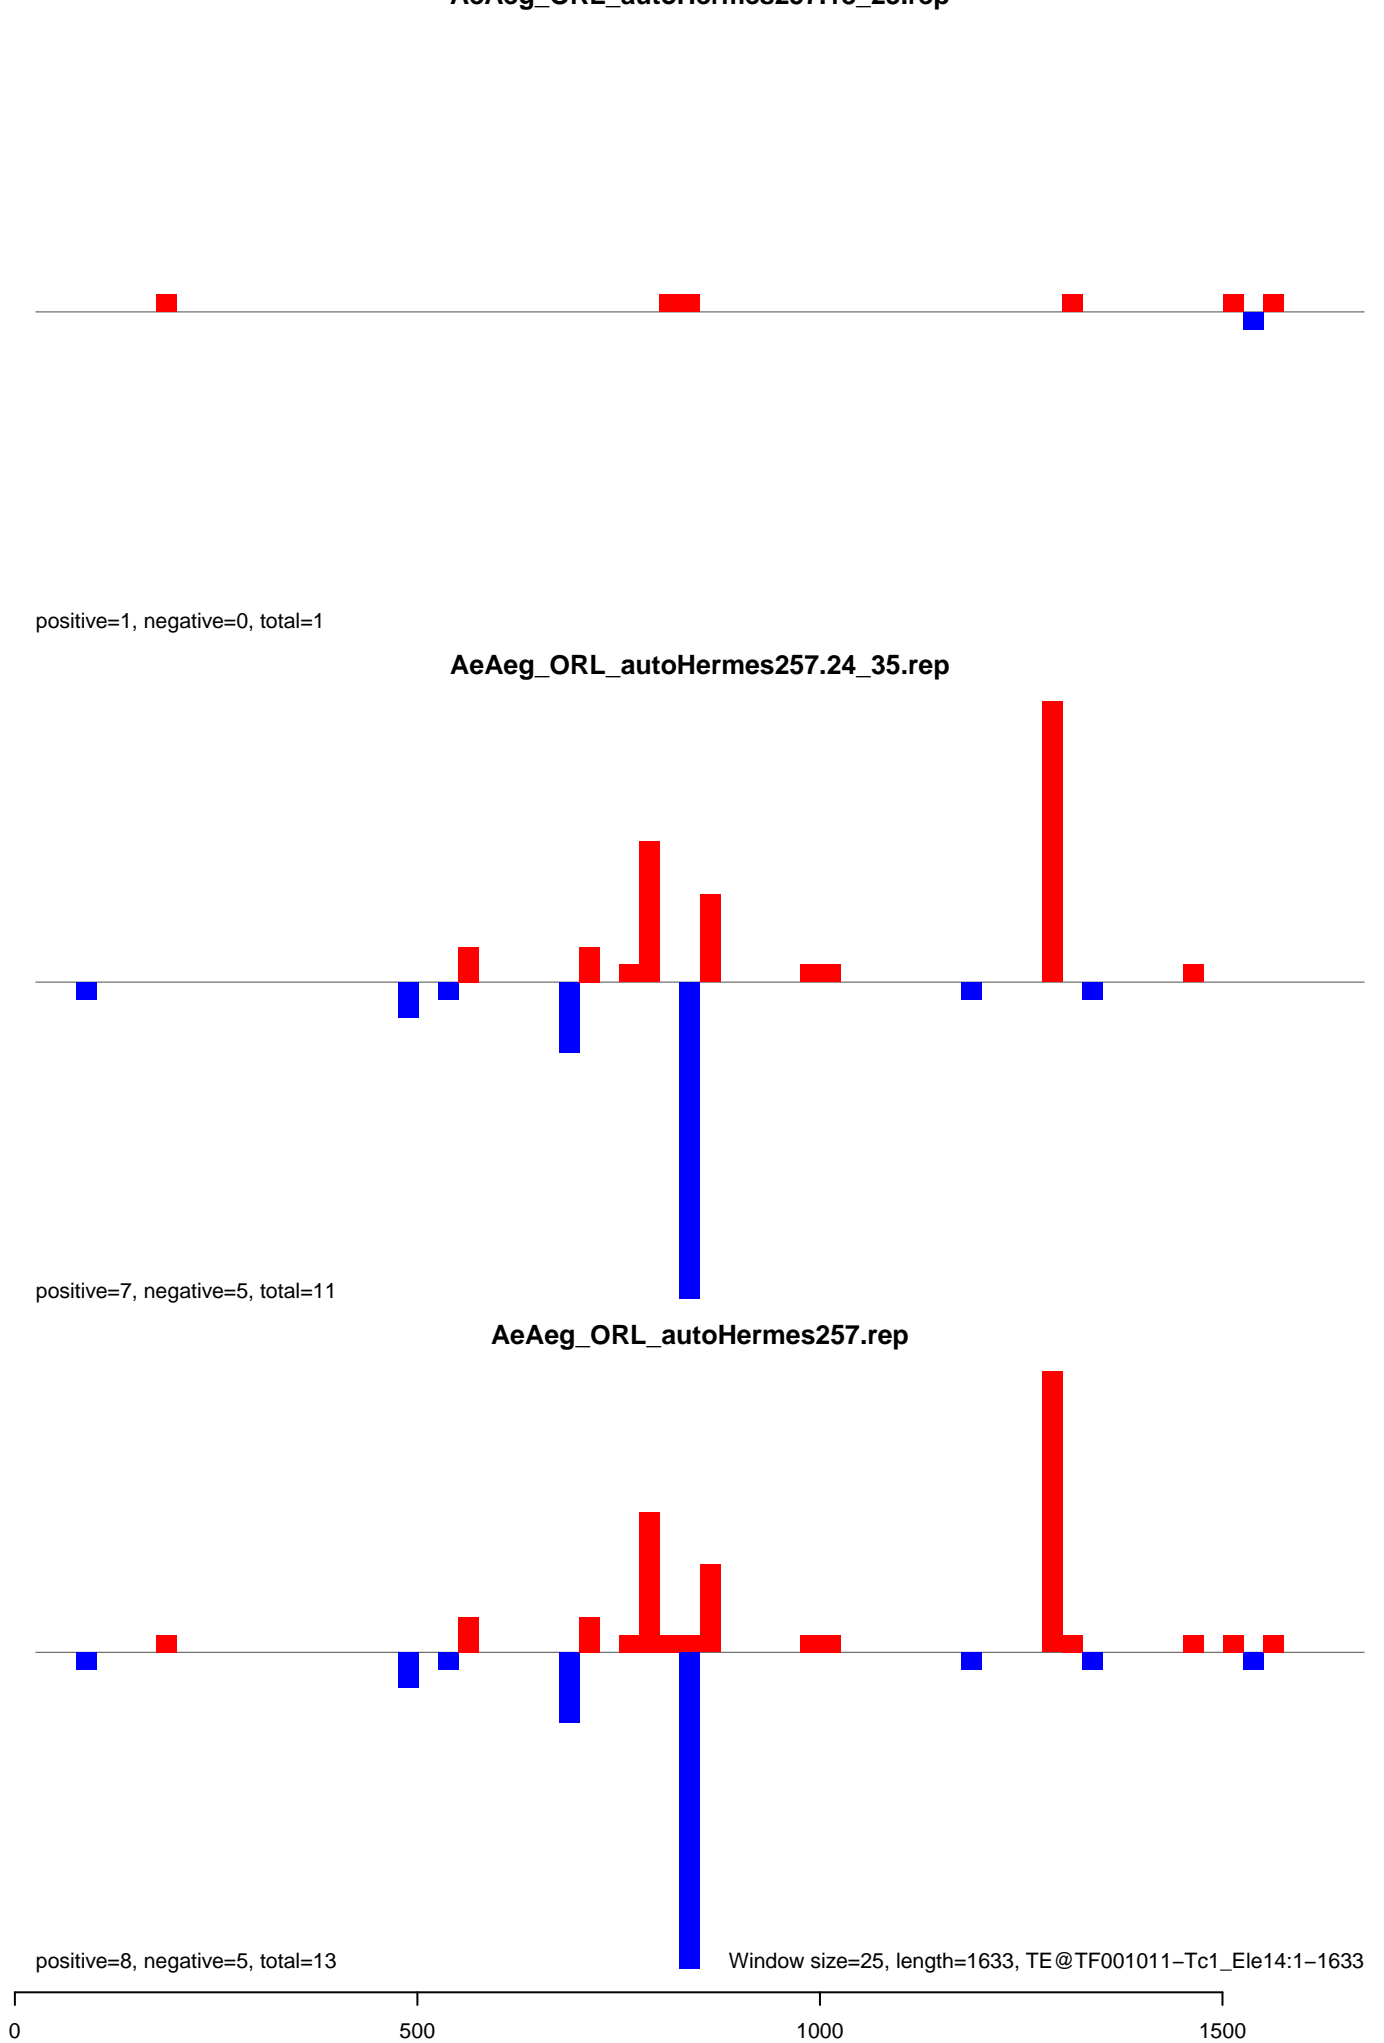 positive=1, negative=0, total=1
AeAeg_ORL_autoHermes257.24_35.rep
positive=7, negative=5, total=11
AeAeg_ORL_autoHermes257.rep
positive=8, negative=5, total=13
Window size=25, length=1633, TE@TF001011−Tc1_Ele14:1−1633
0 500 1000 1500